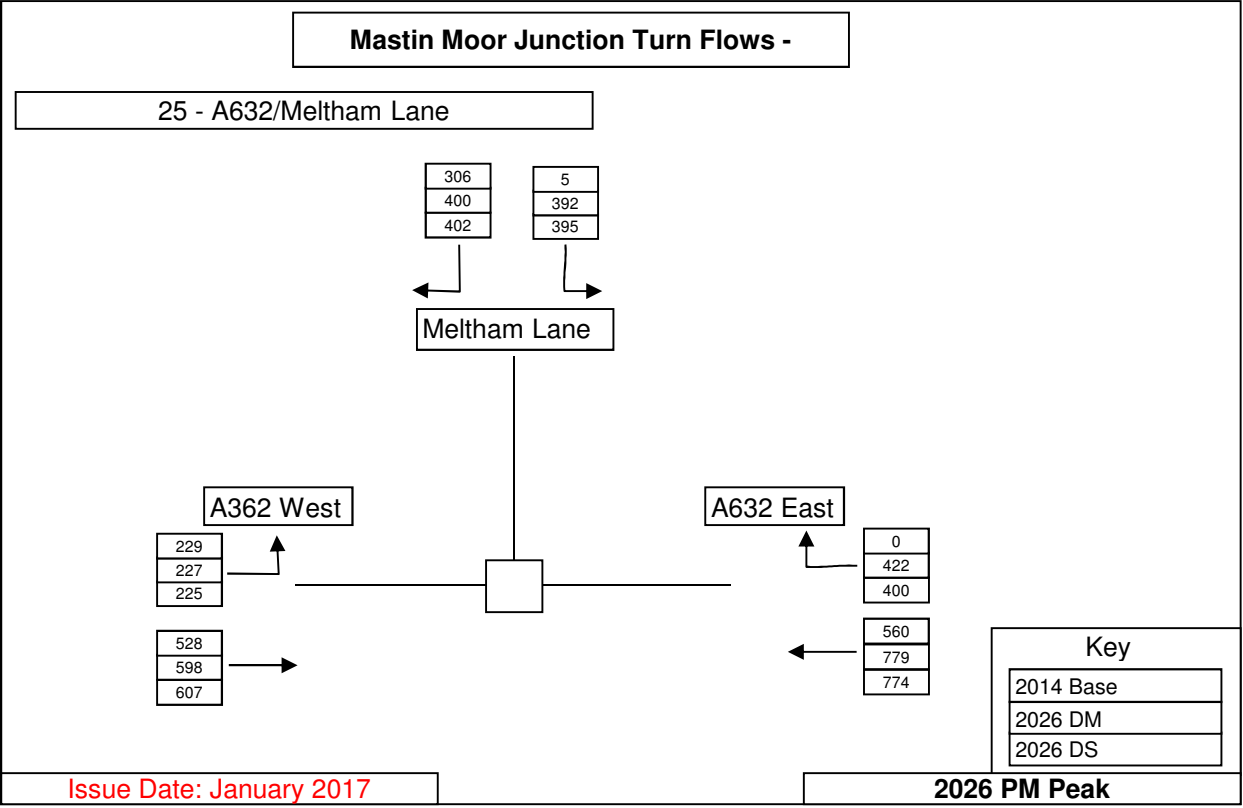 Mastin Moor Junction Turn Flows -
25 - A632/Meltham Lane
306
400
402
5
392
395
Meltham Lane
A362 West
A632 East
229
227
225
528
598
607
0
422
400
560
779
774
Key
2014 Base
2026 DM
2026 DS
Issue Date: January 2017
2026 PM Peak